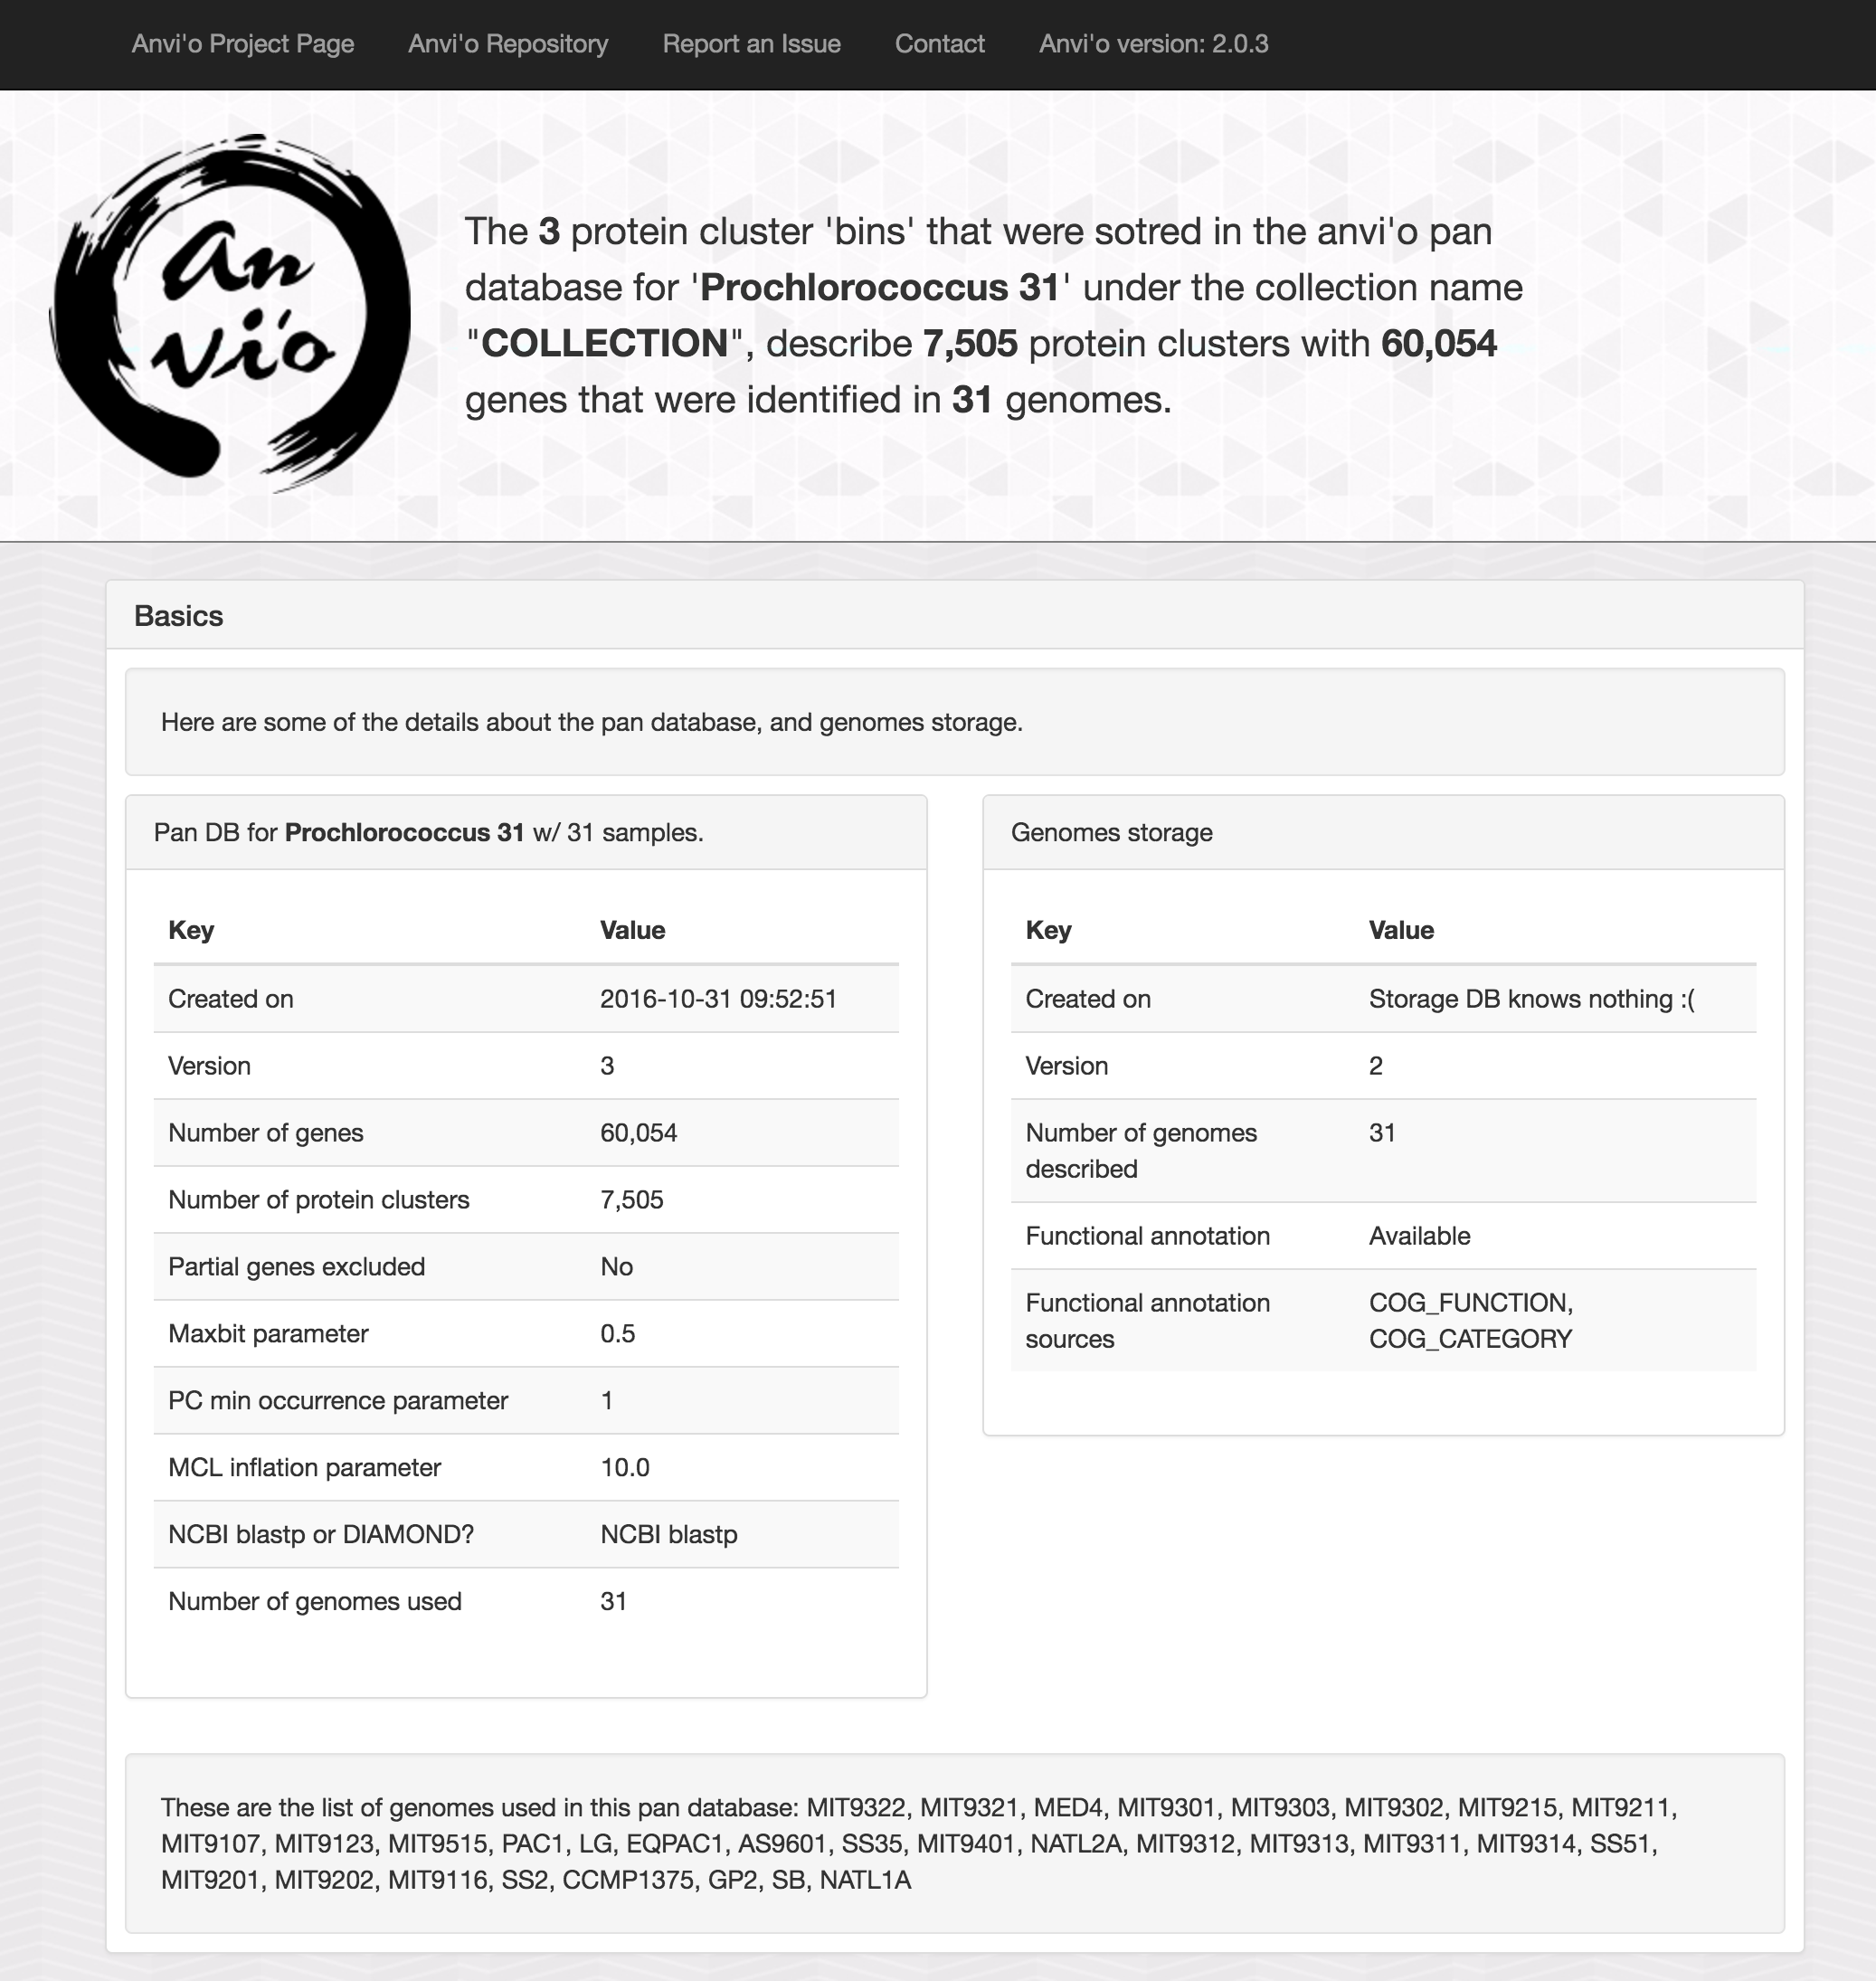 Anvi'o Project Page Anvi'o Repository Report an Issue Contact Anvi'o version: 2.0.3
an
vi'o
The 3 protein cluster 'bins' that were sotred in the anvi'o pan
database for 'Prochlorococcus 31' under the collection name
"COLLECTION", describe 7,505 protein clusters with 60,054
genes that were identified in 31 genomes.
Basics
Here are some of the details about the pan database, and genomes storage.
Pan DB for Prochlorococcus 31 w/ 31 samples.
Key Value
Created on 2016-10-31 09:52:51
Version 3
Number of genes 60,054
Number of protein clusters 7,505
Partial genes excluded No
Maxbit parameter 0.5
PC min occurrence parameter 1
MCL inflation parameter 10.0
NCBI blastp or DIAMOND? NCBI blastp
Number of genomes used 31
Genomes storage
Key Value
Created on Storage DB knows nothing :(
Version 2
Number of genomes 31
described
Functional annotation Available
Functional annotation COG_FUNCTION,
sources COG_CATEGORY
These are the list of genomes used in this pan database: MIT9322, MIT9321, MED4, MIT9301, MIT9303, MIT9302, MIT9215, MIT9211,
MIT9107, MIT9123, MIT9515, PAC1, LG, EQPAC1, AS9601, SS35, MIT9401, NATL2A, MIT9312, MIT9313, MIT9311, MIT9314, SS51,
MIT9201, MIT9202, MIT9116, SS2, CCMP1375, GP2, SB, NATL1A